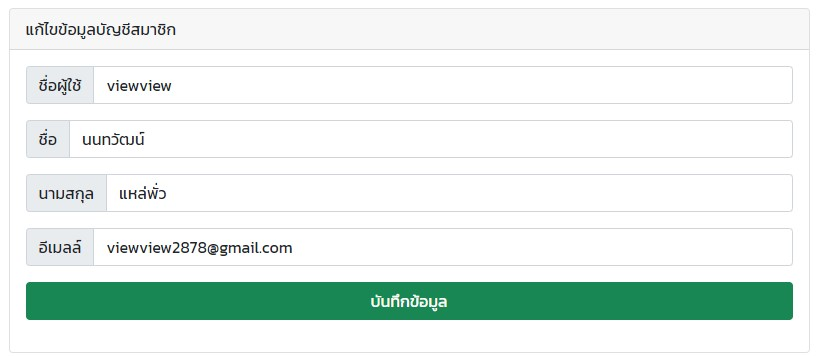 แก้ไขข้อมูลบัญชีสมาชิก
ชื่อผู้ใช้ viewview
ชื่อ นนทวัฒน์
นามสกุล แหล่พั่ว
อีเมลล์ viewview2878@gmail.com
บันทึกข้อมูล